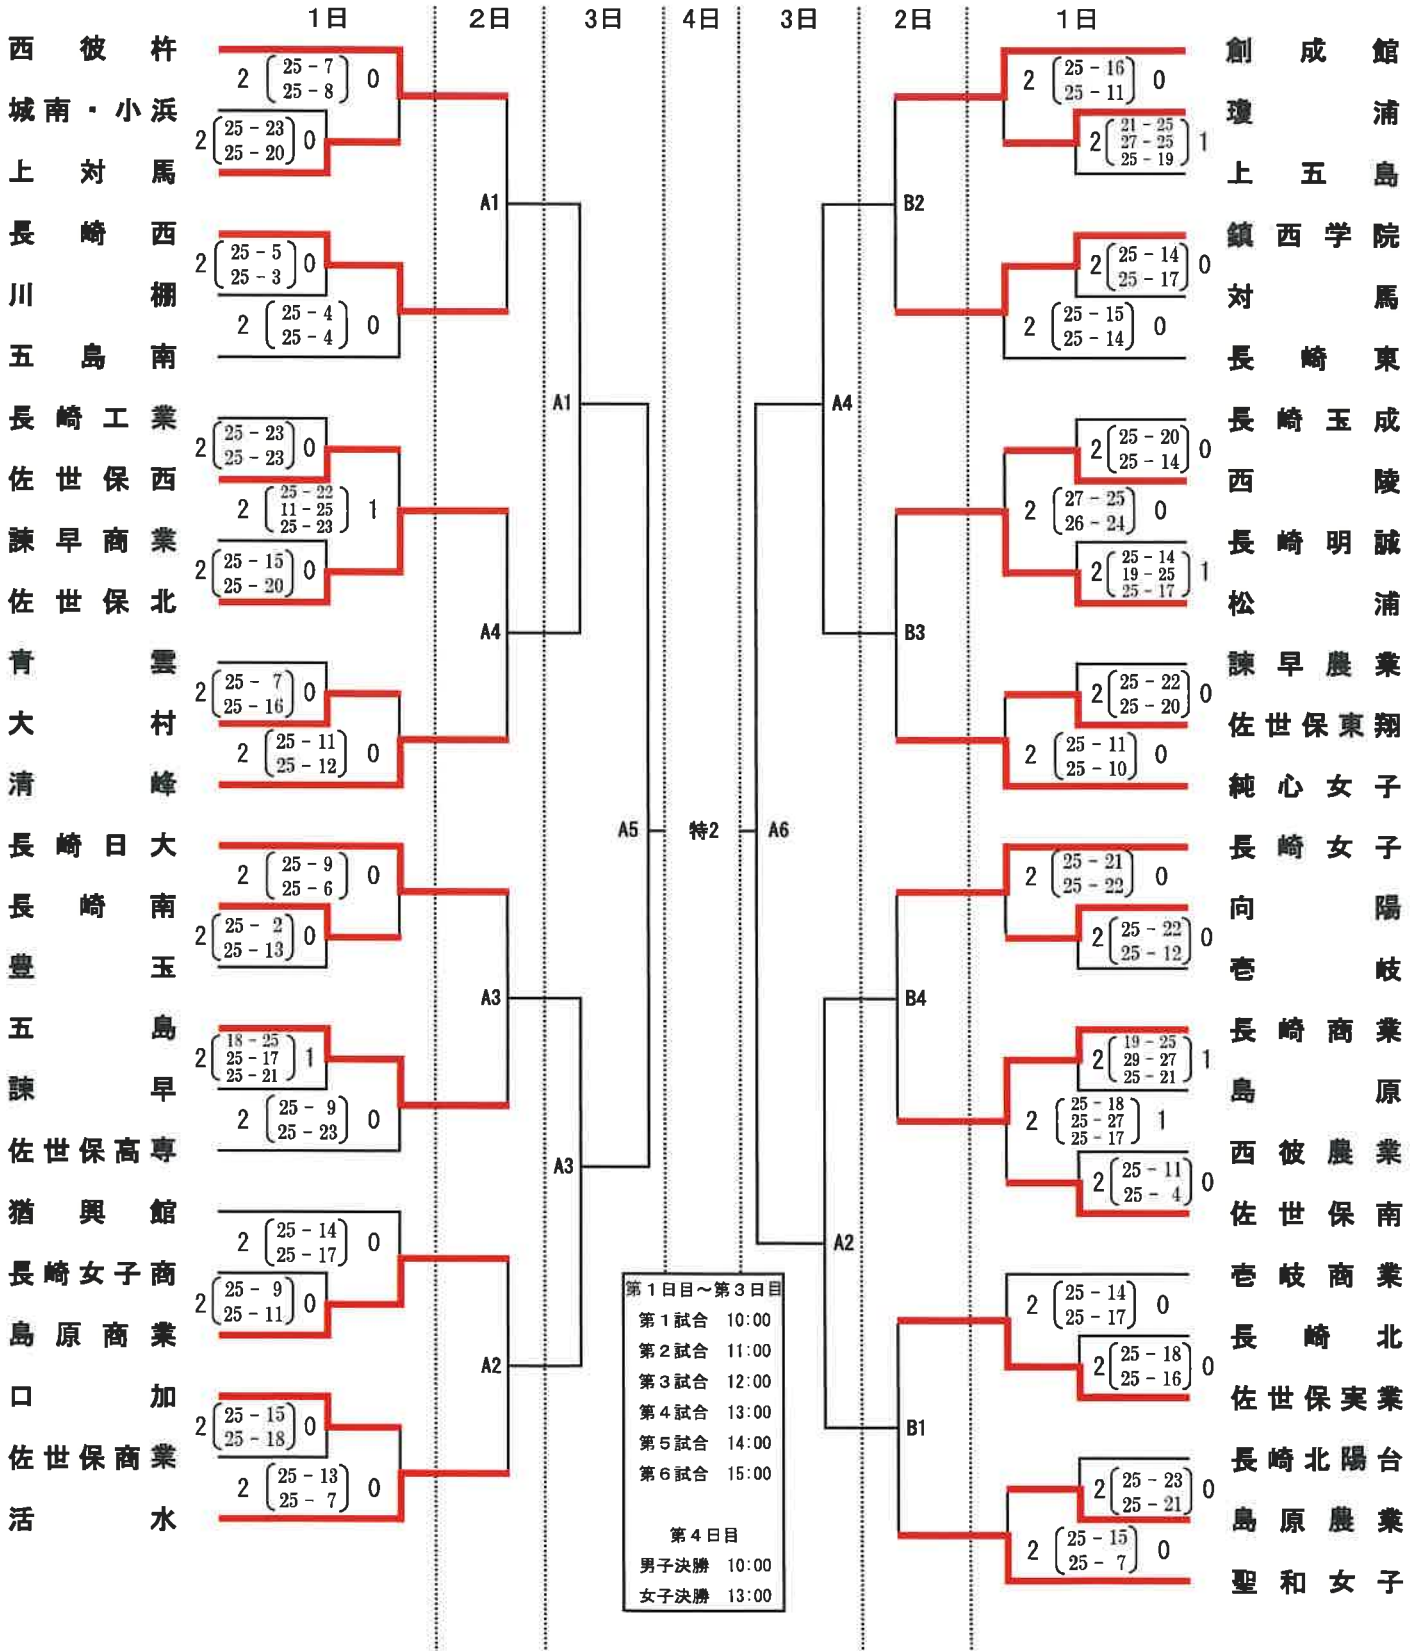 1日 2日 3日 4日 3日 2日 1日
西彼杵
2 (25-7 25-8) 0
城南・小浜
2 (25-23 25-20) 0
上対馬
A1
長崎西
2 (25-5 25-3) 0
川棚
2 (25-4 25-4) 0
五島南
A1
長崎工業
2 (25-23 25-23) 0
佐世保西
2 (25-22 11-25 25-23) 1
諫早商業
2 (25-15 25-20) 0
佐世保北
A4
青雲
2 (25-7 25-16) 0
大村
2 (25-11 25-12) 0
清峰
A5 特2 A6
長崎日大
2 (25-9 25-6) 0
長崎南
2 (25-2 25-13) 0
豊玉
A3
五島
2 (18-25 25-17 25-21) 1
諫早
2 (25-9 25-23) 0
佐世保高専
A3
猶興館
2 (25-14 25-17) 0
長崎女子商
2 (25-9 25-11) 0
島原商業
A2
口加
2 (25-15 25-18) 0
佐世保商業
2 (25-13 25-7) 0
活水
創成館
2 (25-16 25-11) 0
瓊浦
2 (21-25 27-25 25-19) 1
上五島
B2
鎮西学院
2 (25-14 25-17) 0
対馬
2 (25-15 25-14) 0
長崎東
A4
長崎玉成
2 (25-20 25-14) 0
西陵
2 (27-25 26-24) 0
長崎明誠
2 (25-14 19-25 25-17) 1
松浦
B3
諫早農業
2 (25-22 25-20) 0
佐世保東翔
2 (25-11 25-10) 0
純心女子
長崎女子
2 (25-21 25-22) 0
向陽
2 (25-22 25-12) 0
壱岐
B4
長崎商業
2 (19-25 29-27 25-21) 1
島原
2 (25-18 25-27 25-17) 1
西彼農業
2 (25-11 25-4) 0
佐世保南
A2
壱岐商業
2 (25-14 25-17) 0
長崎北
2 (25-18 25-16) 0
佐世保実業
B1
長崎北陽台
2 (25-23 25-21) 0
島原農業
2 (25-15 25-7) 0
聖和女子
第1日目～第3日目
第1試合 10:00
第2試合 11:00
第3試合 12:00
第4試合 13:00
第5試合 14:00
第6試合 15:00
第4日目
男子決勝 10:00
女子決勝 13:00